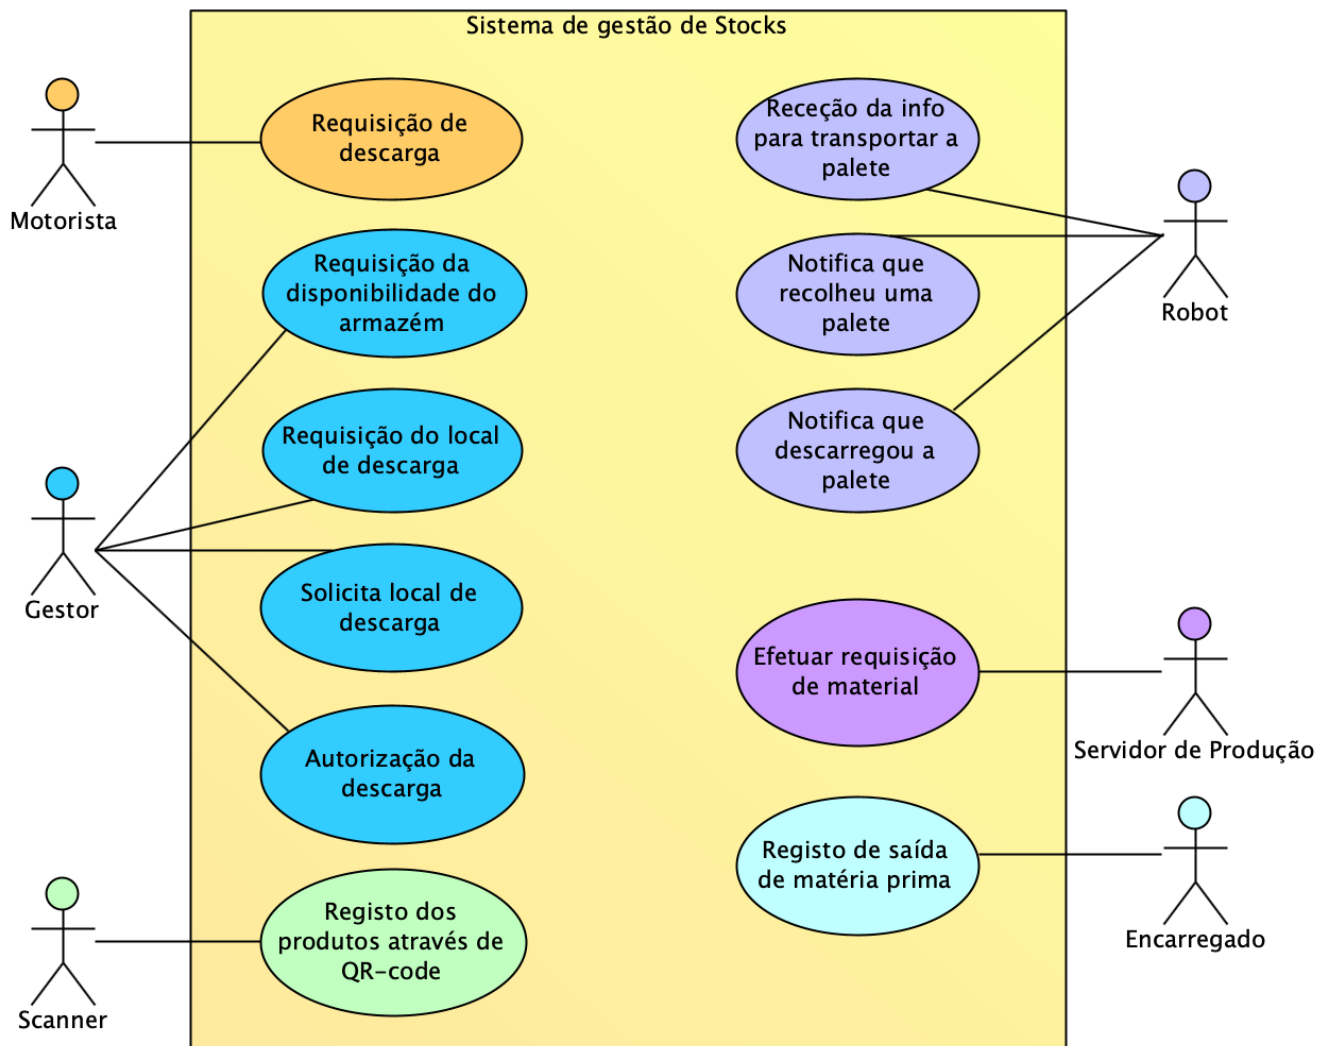 Sistema de gestão de Stocks
Motorista
Requisição de
descarga
Requisição da
disponibilidade do
armazém
Requisição do local
de descarga
Gestor
Solicita local de
descarga
Autorização da
descarga
Registo dos
produtos através de
QR-code
Scanner
Receção da info
para transportar a
palete
Notifica que
recolheu uma
palete
Robot
Notifica que
descarregou a
palete
Efetuar requisição
de material
Servidor de Produção
Registo de saída
de matéria prima
Encarregado